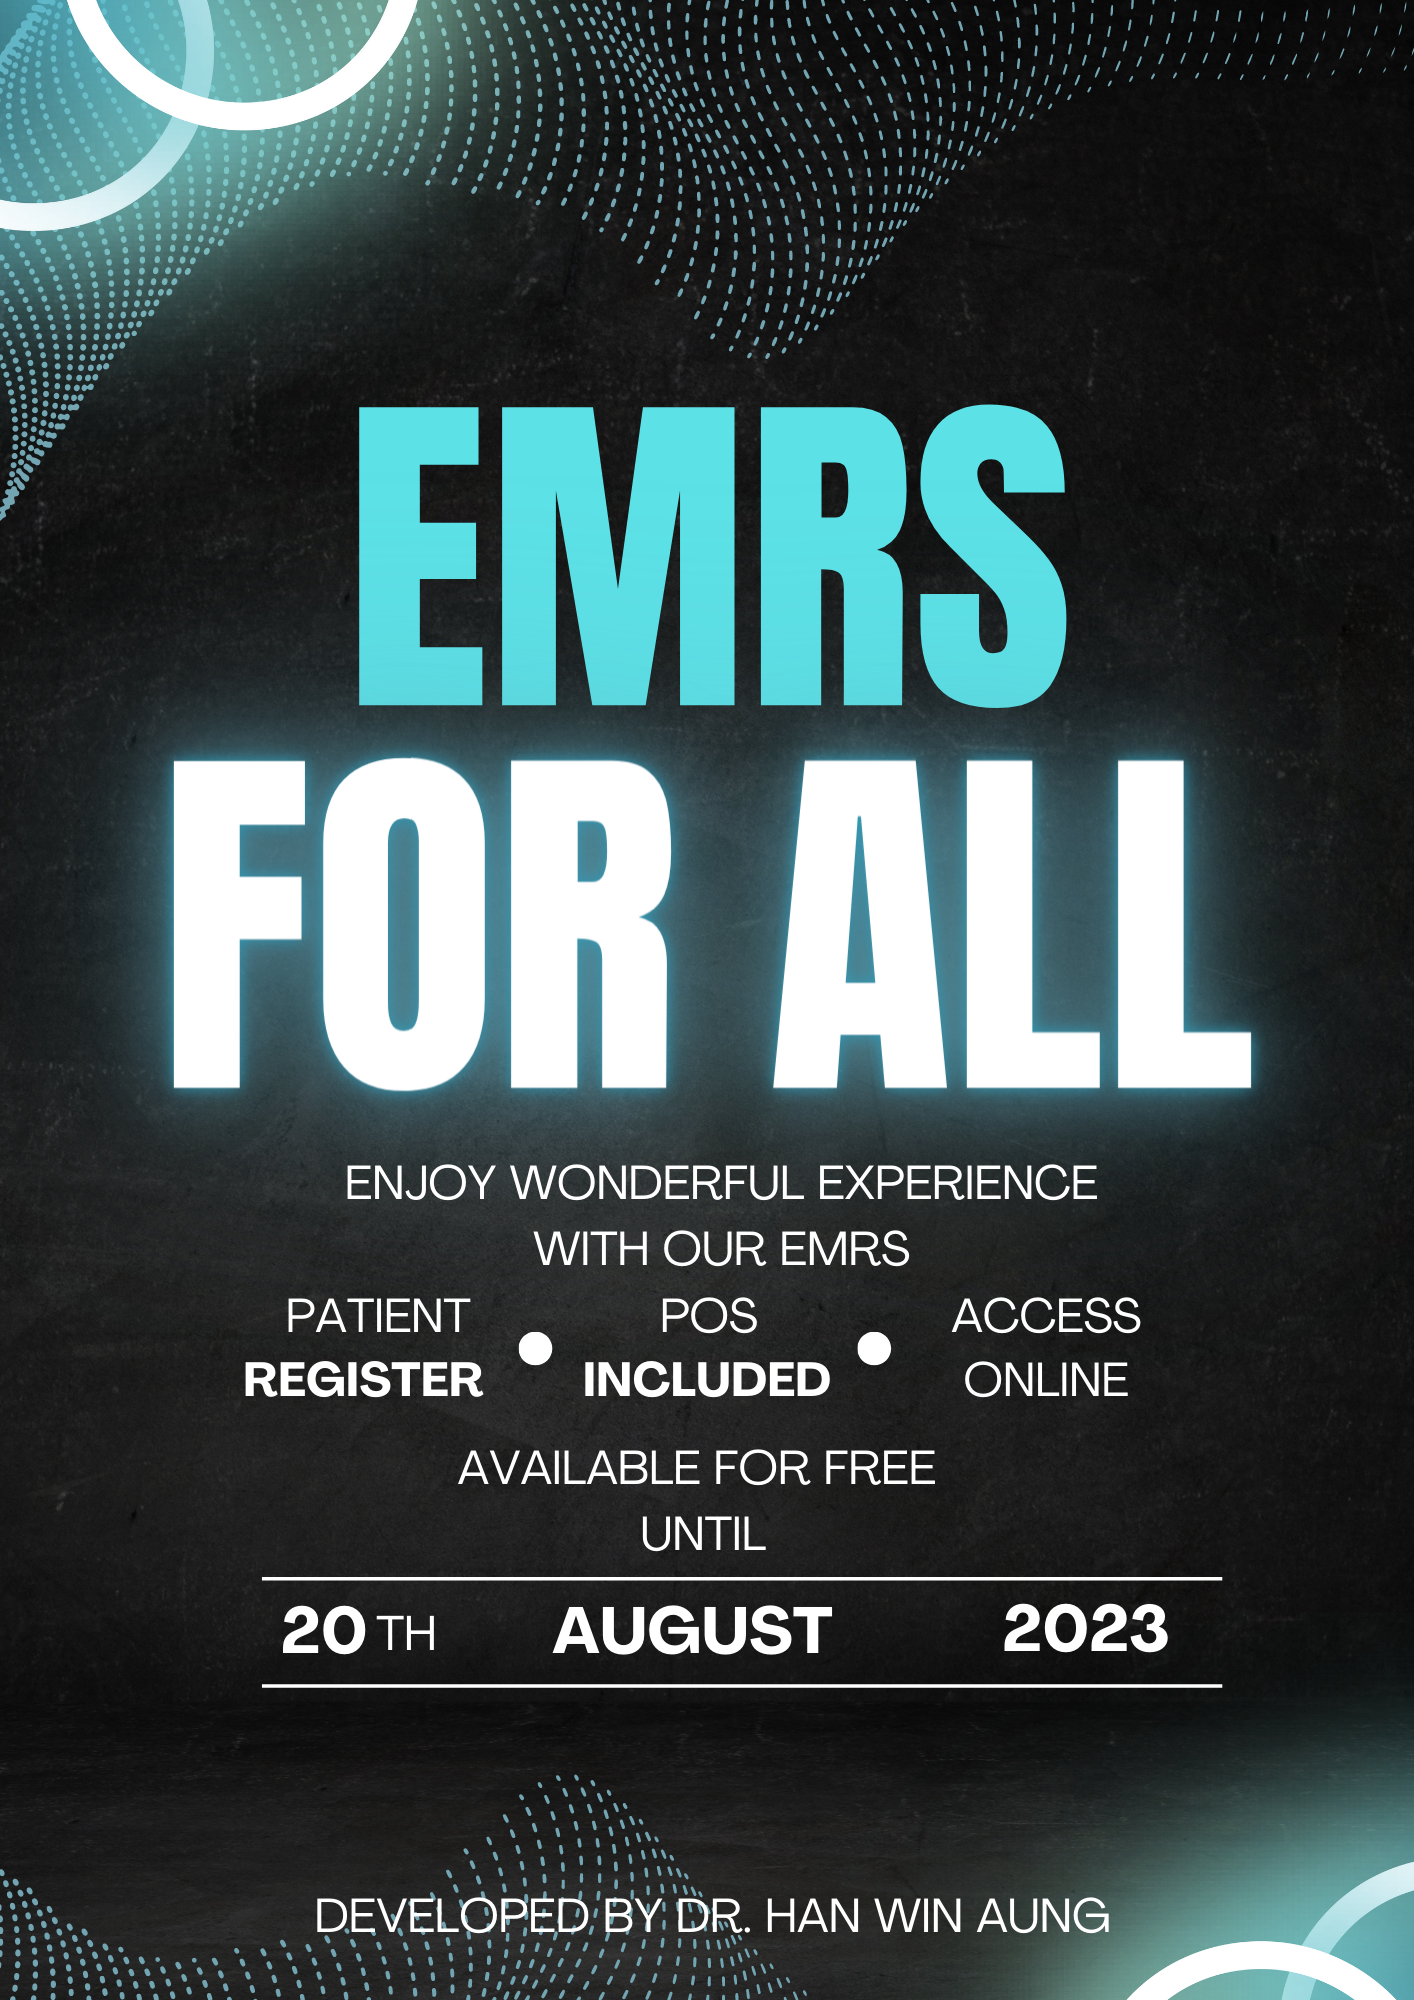 EMRS
FOR ALL
ENJOY WONDERFUL EXPERIENCE
WITH OUR EMRS
PATIENT
REGISTER
POS
INCLUDED
ACCESS
ONLINE
AVAILABLE FOR FREE
UNTIL
20 TH AUGUST 2023
DEVELOPED BY DR. HAN WIN AUNG